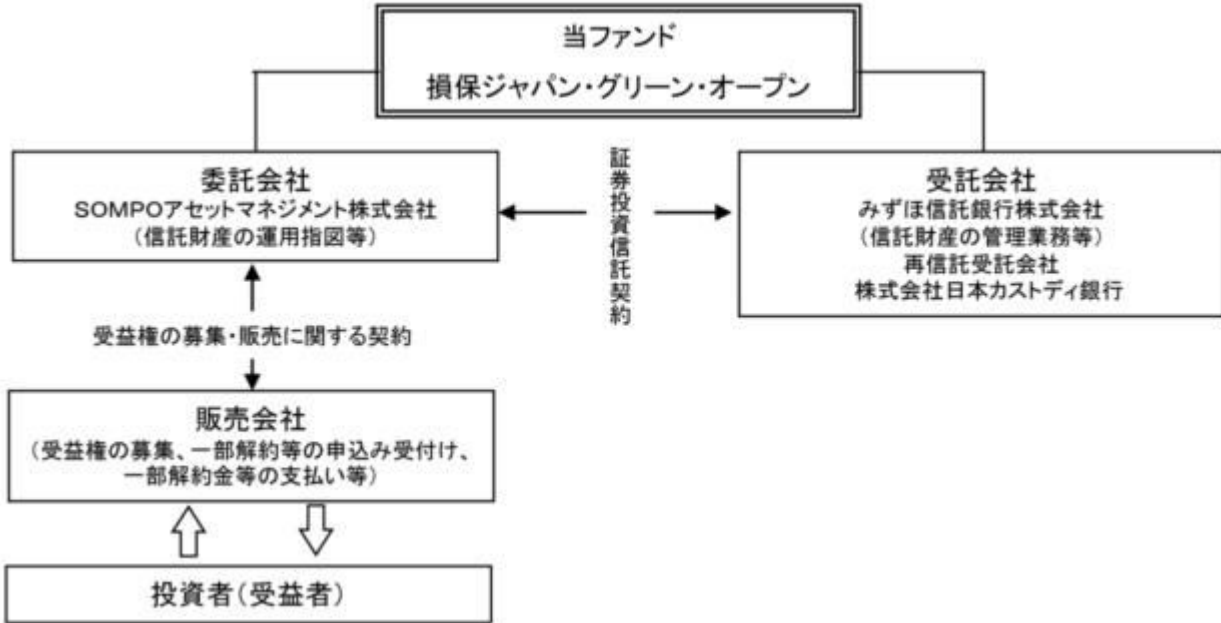 当ファンド
損保ジャパン・グリーン・オープン
委託会社
SOMPOアセットマネジメント株式会社
（信託財産の運用指図等）
証券投資信託契約
受託会社
みずほ信託銀行株式会社
（信託財産の管理業務等）
再信託受託会社
株式会社日本カストディ銀行
受益権の募集・販売に関する契約
販売会社
（受益権の募集、一部解約等の申込み受付け、
一部解約金等の支払い等）
投資者（受益者）